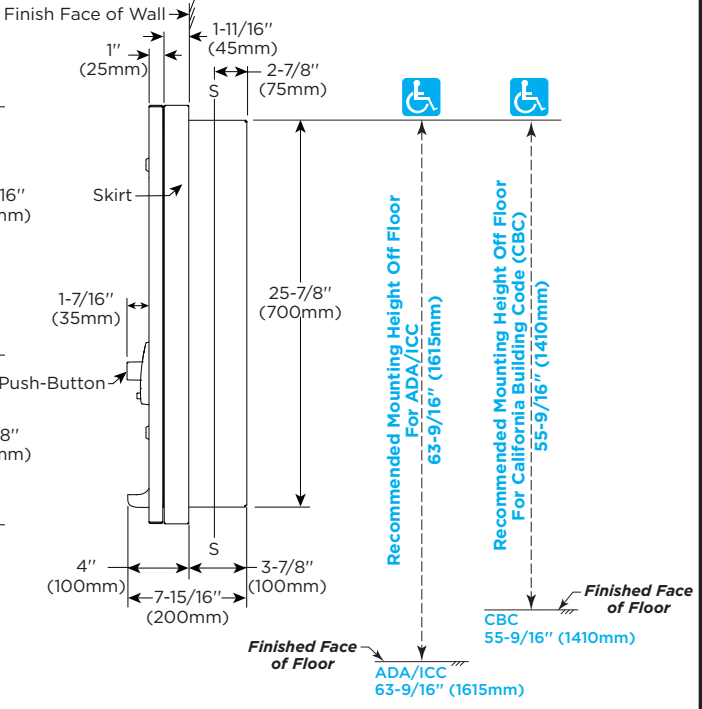 Finish Face of Wall
1-11/16"
(45mm)
1"
(25mm)
2-7/8"
(75mm)
S
16"
Skirt
1-7/16"
(35mm)
25-7/8"
(700mm)
Push-Button
8"
S
4"
(100mm)
3-7/8"
(100mm)
7-15/16"
(200mm)
Recommended Mounting Height Off Floor
For ADA/ICC
63-9/16" (1615mm)
Recommended Mounting Height Off Floor
For California Building Code (CBC)
55-9/16" (1410mm)
Finished Face
of Floor
CBC
55-9/16" (1410mm)
Finished Face
of Floor
ADA/ICC
63-9/16" (1615mm)